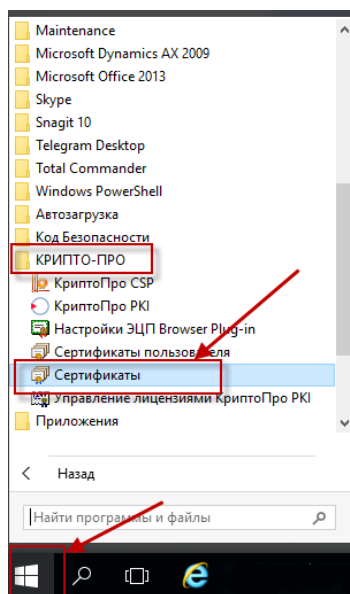 Maintenance
Microsoft Dynamics AX 2009
Microsoft Office 2013
Skype
Snagit 10
Telegram Desktop
Total Commander
Windows PowerShell
Автозагрузка
Код Безопасности
КРИПТО-ПРО
КриптоПро CSP
КриптоПро PKI
Настройки ЭЦП Browser Plug-in
Сертификаты пользователя
Сертификаты
Управление лицензиями КриптоПро PKI
Приложения
Назад
Найти программы и файлы